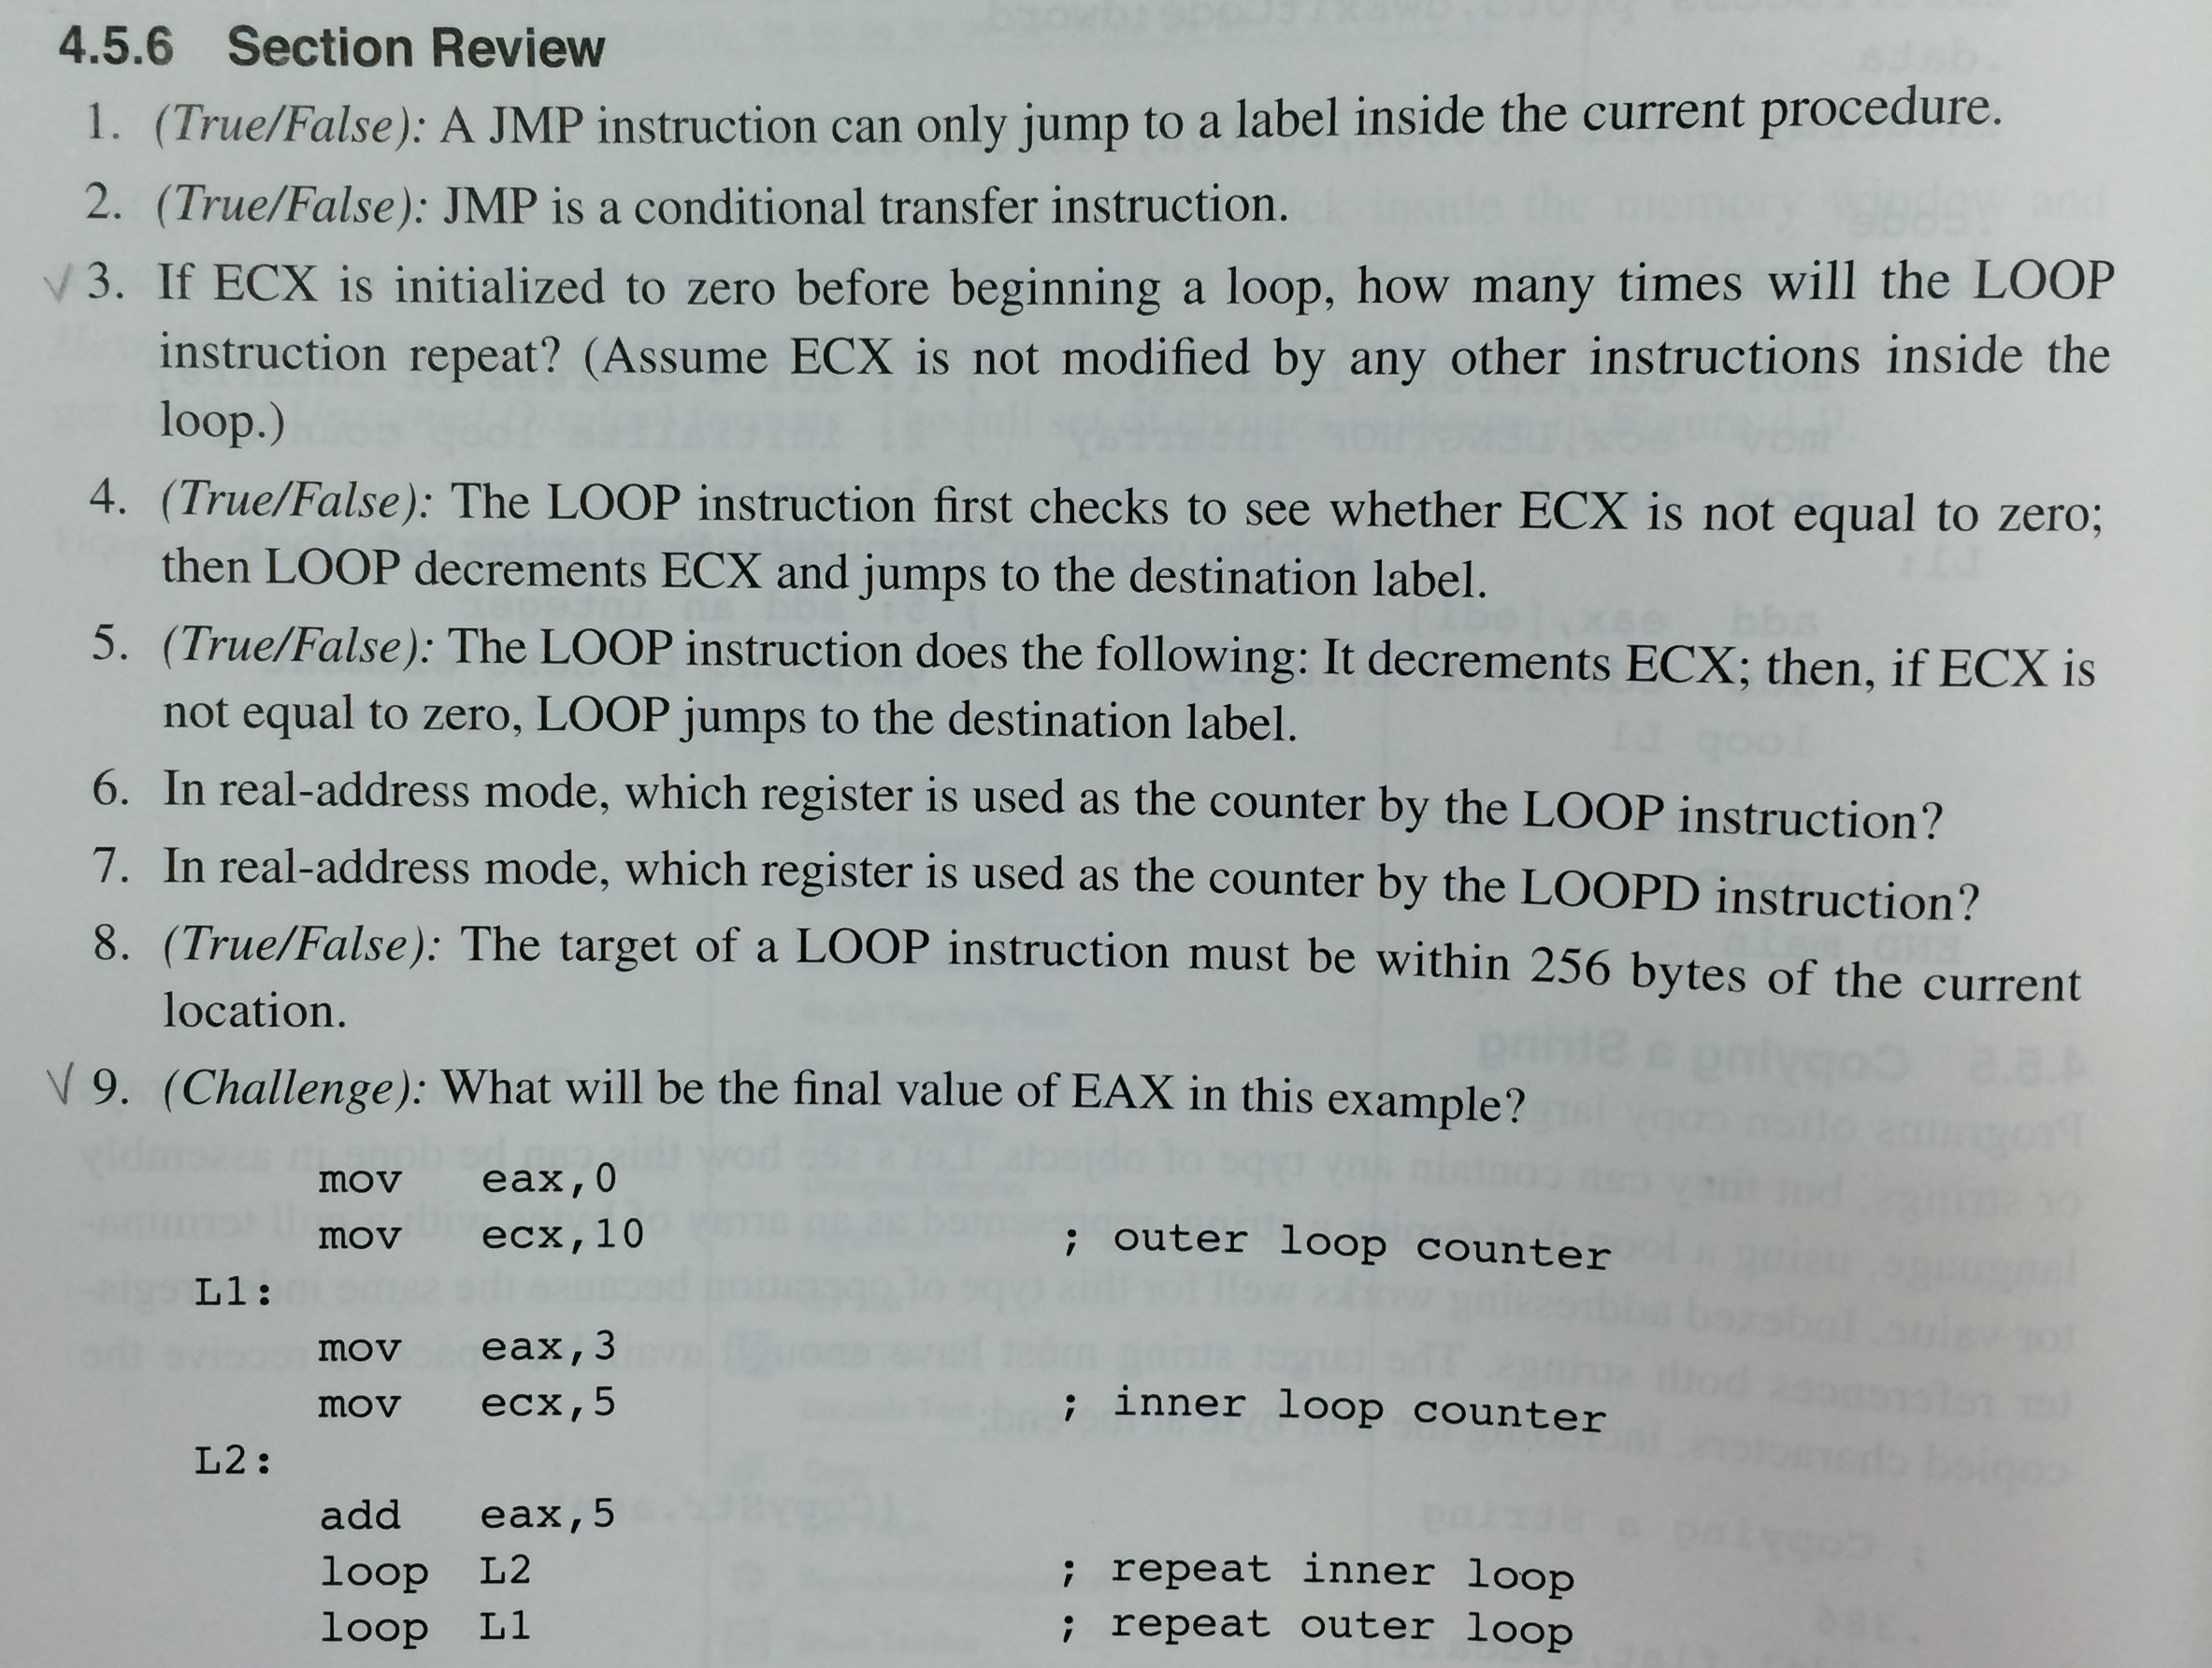 4.5.6 Section Review
1. (True/False): A JMP instruction can only jump to a label inside the current procedure.
2. (True/False): JMP is a conditional transfer instruction.
√ 3. If ECX is initialized to zero before beginning a loop, how many times will the LOOP
instruction repeat? (Assume ECX is not modified by any other instructions inside the
loop.)
4. (True/False): The LOOP instruction first checks to see whether ECX is not equal to zero;
then LOOP decrements ECX and jumps to the destination label.
5. (True/False): The LOOP instruction does the following: It decrements ECX; then, if ECX is
not equal to zero, LOOP jumps to the destination label.
6. In real-address mode, which register is used as the counter by the LOOP instruction?
7. In real-address mode, which register is used as the counter by the LOOPD instruction?
8. (True/False): The target of a LOOP instruction must be within 256 bytes of the current
location.
√ 9. (Challenge): What will be the final value of EAX in this example?
mov eax,0
mov ecx,10 ; outer loop counter
L1:
mov eax,3
mov ecx,5 ; inner loop counter
L2:
add eax,5
loop L2 ; repeat inner loop
loop L1 ; repeat outer loop